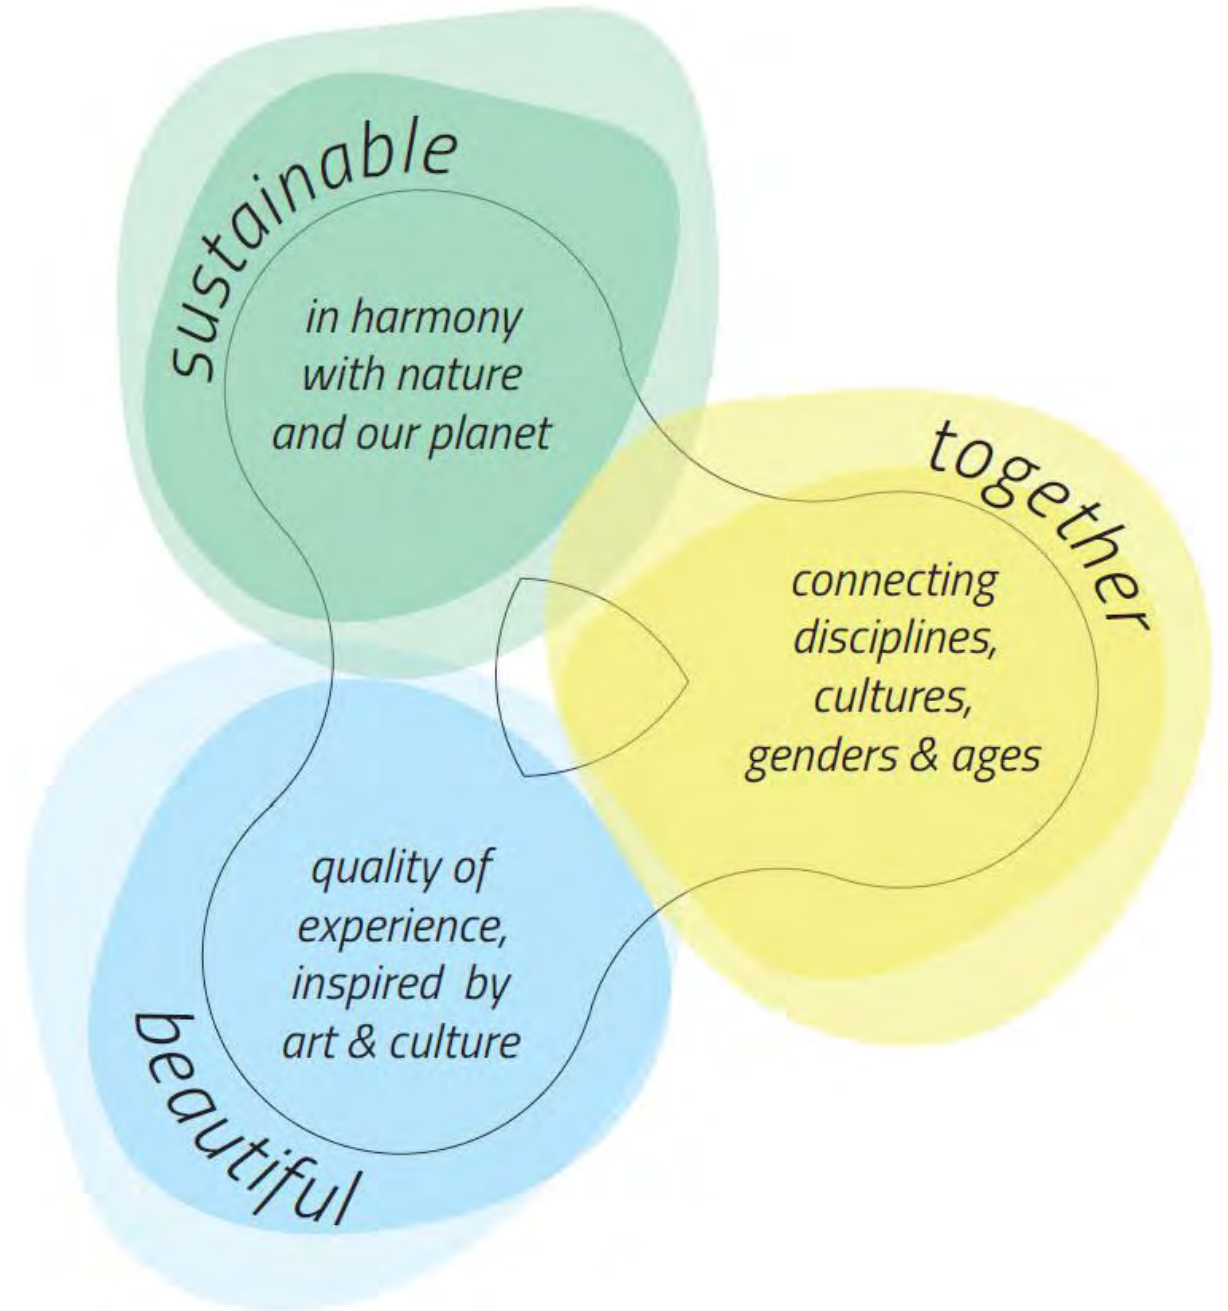 sustainable
in harmony
with nature
and our planet
together
connecting
disciplines,
cultures,
genders & ages
quality of
experience,
inspired by
art & culture
beautiful